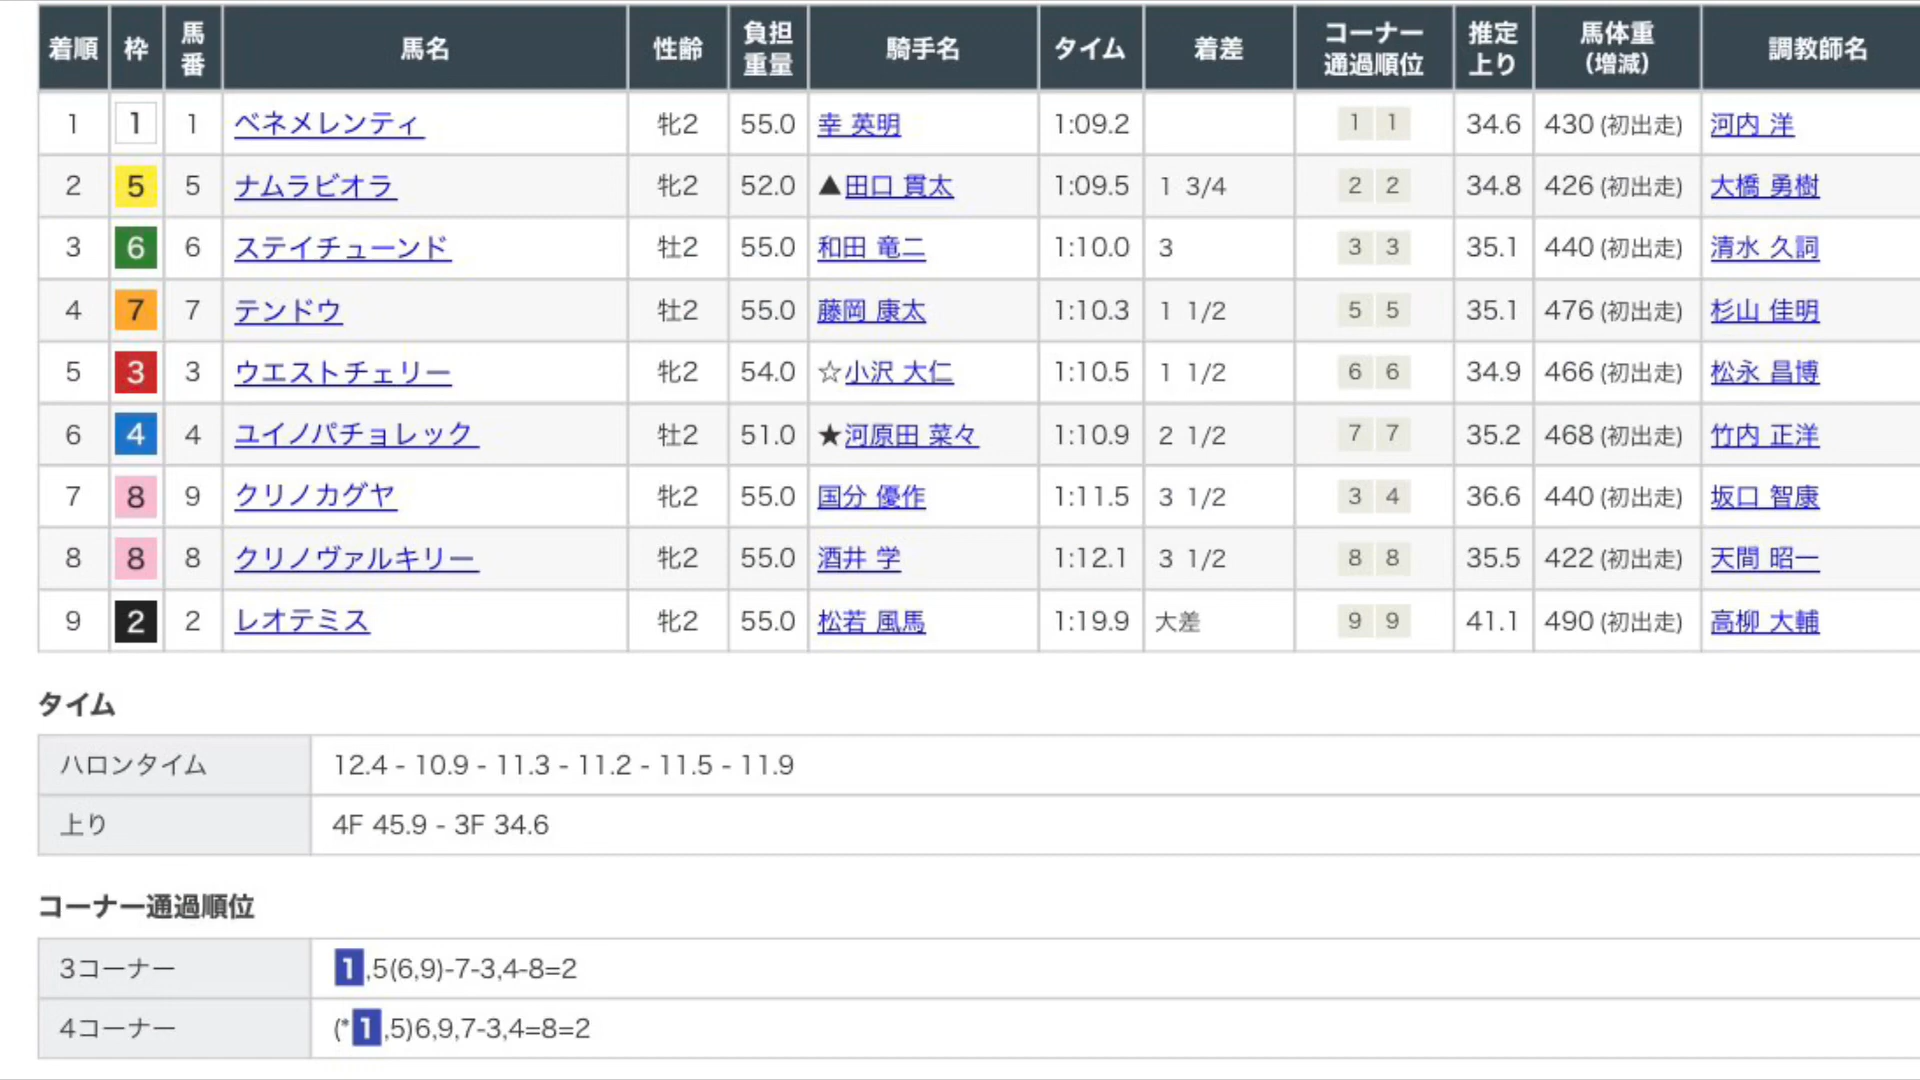 着順 枠 馬番 馬名 性齢 負担重量 騎手名 タイム 着差 コーナー通過順位 推定上り 馬体重(増減) 調教師名
1 1 1 ベネメレンティ 牝2 55.0 幸 英明 1:09.2 1 1 34.6 430 (初出走) 河内 洋
2 5 5 ナムラビオラ 牝2 52.0 ▲田口 貫太 1:09.5 1 3/4 2 2 34.8 426 (初出走) 大橋 勇樹
3 6 6 ステイチューンド 牡2 55.0 和田 竜二 1:10.0 3 3 3 35.1 440 (初出走) 清水 久詞
4 7 7 テンドウ 牡2 55.0 藤岡 康太 1:10.3 1 1/2 5 5 35.1 476 (初出走) 杉山 佳明
5 3 3 ウエストチェリー 牝2 54.0 ☆小沢 大仁 1:10.5 1 1/2 6 6 34.9 466 (初出走) 松永 昌博
6 4 4 ユイノパチョレック 牡2 51.0 ★河原田 菜々 1:10.9 2 1/2 7 7 35.2 468 (初出走) 竹内 正洋
7 8 9 クリノカグヤ 牝2 55.0 国分 優作 1:11.5 3 1/2 3 4 36.6 440 (初出走) 坂口 智康
8 8 8 クリノヴァルキリー 牝2 55.0 酒井 学 1:12.1 3 1/2 8 8 35.5 422 (初出走) 天間 昭一
9 2 2 レオテミス 牝2 55.0 松若 風馬 1:19.9 大差 9 9 41.1 490 (初出走) 高柳 大輔
タイム
ハロンタイム 12.4 - 10.9 - 11.3 - 11.2 - 11.5 - 11.9
上り 4F 45.9 - 3F 34.6
コーナー通過順位
3コーナー 1,5(6,9)-7-3,4-8=2
4コーナー (*1,5)6,9,7-3,4=8=2